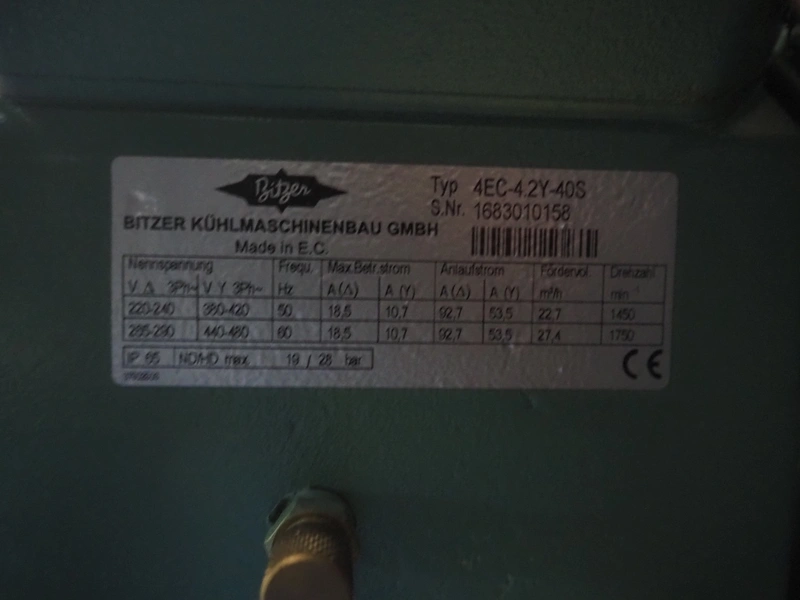 Bitzer
Typ 4EC-4.2Y-40S
S.Nr. 1683010158
BITZER KÜHLMASCHINENBAU GMBH
Made in E.C.
Nennspannung Frequ. Max.Betr.strom Anlaufstrom Fördervol. Drehzahl
V Δ 3Ph~ V Y 3Ph~ Hz A (Δ) A (Y) A (Δ) A (Y) m³/h min⁻¹
220-240 380-420 50 18,5 10,7 92,7 53,5 22,7 1450
265-290 440-480 60 18,5 10,7 92,7 53,5 27,4 1750
IP 65 ND/HD max. 19 / 28 bar
CE